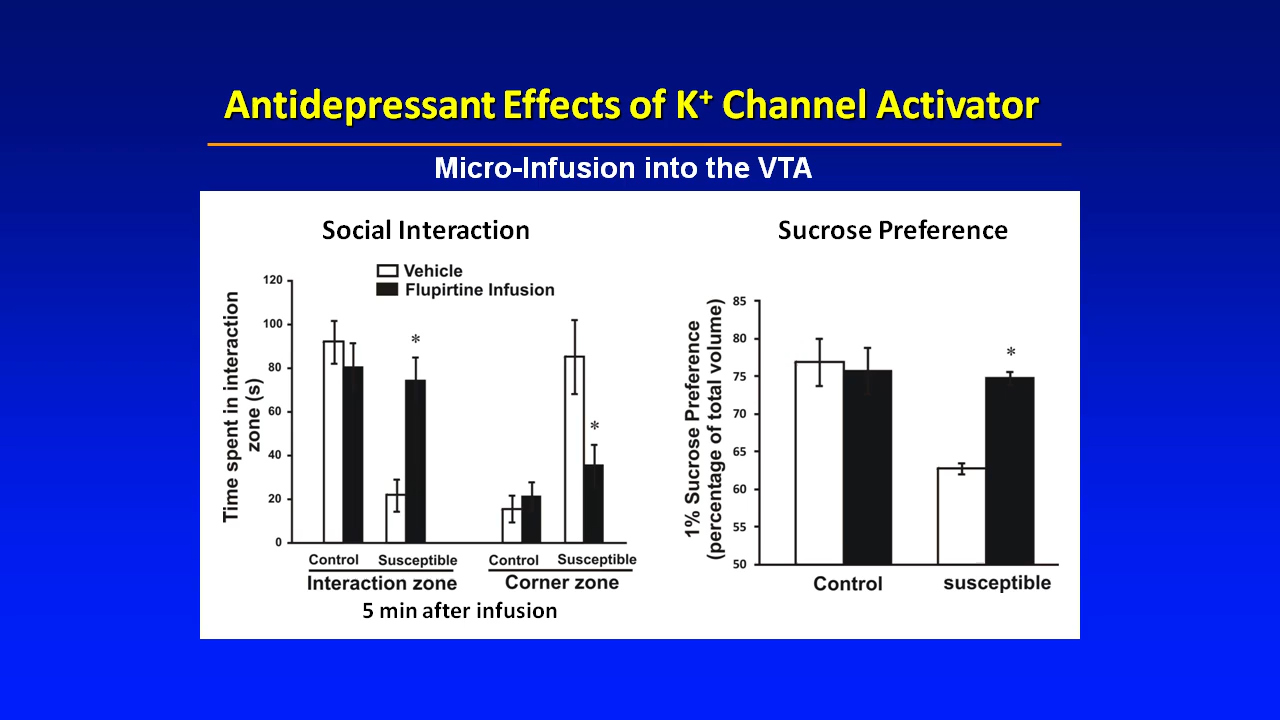 Antidepressant Effects of K⁺ Channel Activator
Micro-Infusion into the VTA
Social Interaction
Vehicle
Flupirtine Infusion
Time spent in interaction
zone (s)
120
100
80
60
40
20
0
*
*
Control
Susceptible
Control
Susceptible
Interaction zone
Corner zone
5 min after infusion
Sucrose Preference
1% Sucrose Preference
(percentage of total volume)
85
80
75
70
65
60
55
50
*
Control
susceptible